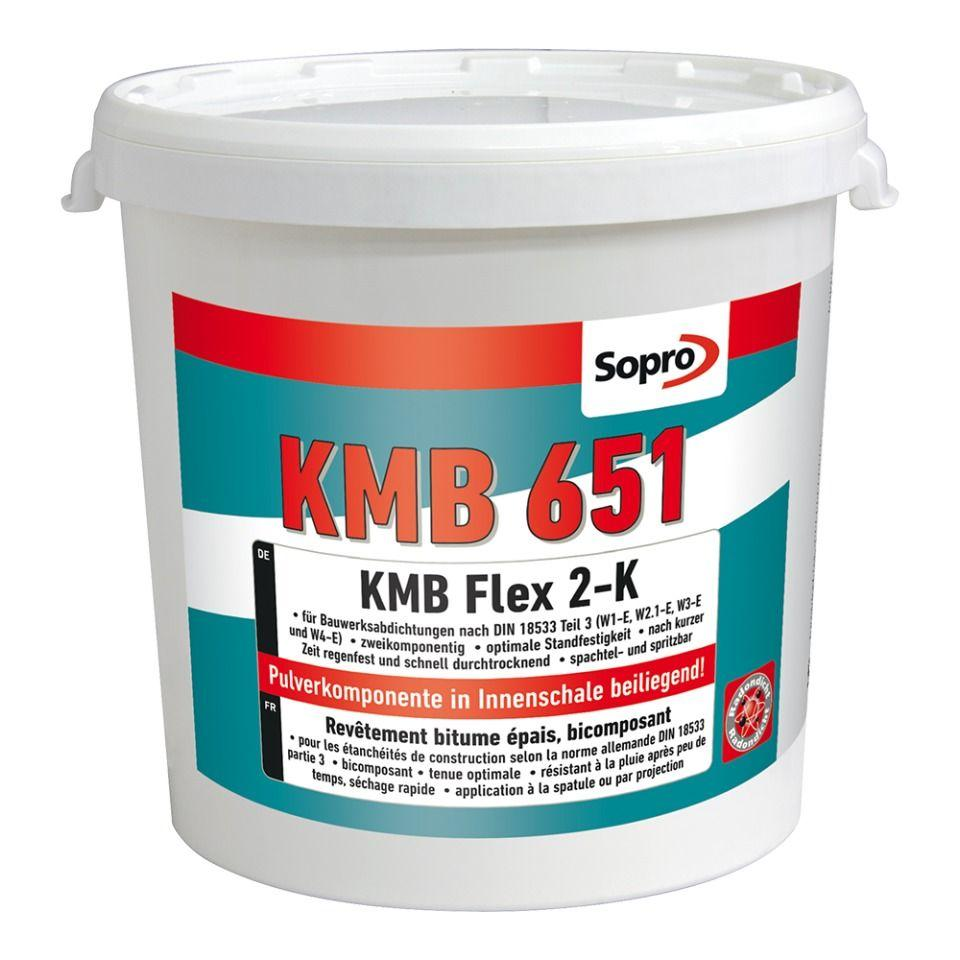 Sopro
KMB 651
DE
KMB Flex 2-K
• für Bauwerksabdichtungen nach DIN 18533 Teil 3 (W1-E, W2.1-E, W3-E
und W4-E) • zweikomponentig • optimale Standfestigkeit • nach kurzer
Zeit regenfest und schnell durchtrocknend • spachtel- und spritzbar
Pulverkomponente in Innenschale beiliegend!
FR
Revêtement bitume épais, bicomposant
• pour les étanchéités de construction selon la norme allemande DIN 18533
partie 3 • bicomposant • tenue optimale • résistant à la pluie après peu de
temps, séchage rapide • application à la spatule ou par projection
Radondicht
Radondicht